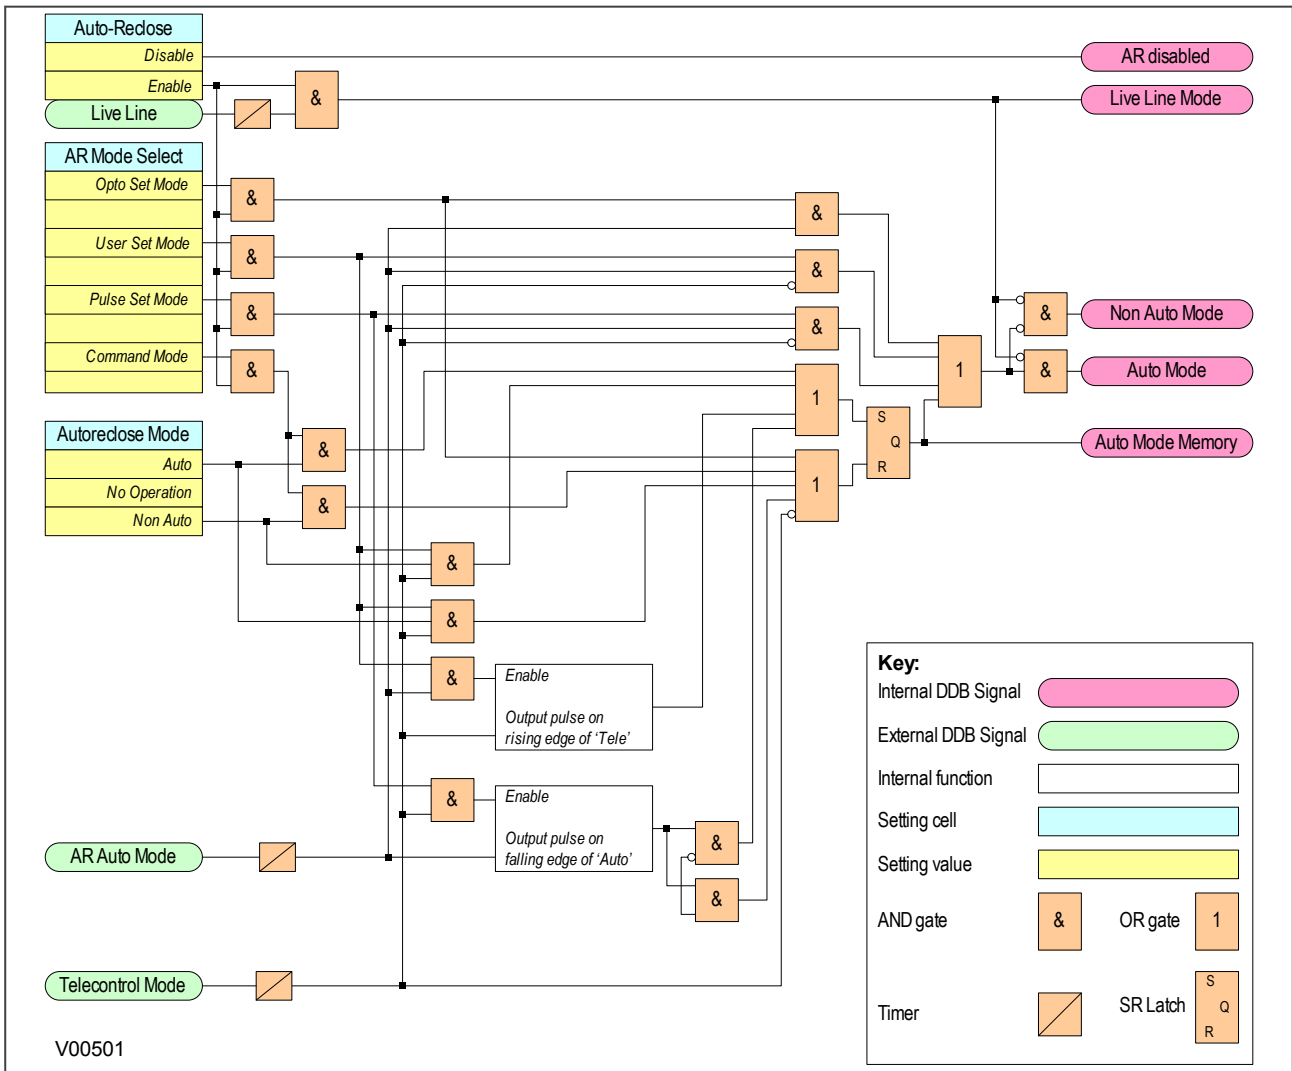 Auto-Reclose
Disable
AR disabled
Enable
&
Live Line
Live Line Mode
AR Mode Select
Opto Set Mode
&
&
User Set Mode
&
&
Pulse Set Mode
&
&
&
Non Auto Mode
Command Mode
&
1
&
Auto Mode
1
S
Q
R
Auto Mode Memory
Autoreclose Mode
Auto
&
No Operation
&
1
Non Auto
&
&
&
Enable
Output pulse on
rising edge of ‘Tele’
&
Enable
Output pulse on
falling edge of ‘Auto’
&
&
AR Auto Mode
Telecontrol Mode
Key:
Internal DDB Signal
External DDB Signal
Internal function
Setting cell
Setting value
AND gate
&
OR gate
1
Timer
SR Latch
S
Q
R
V00501